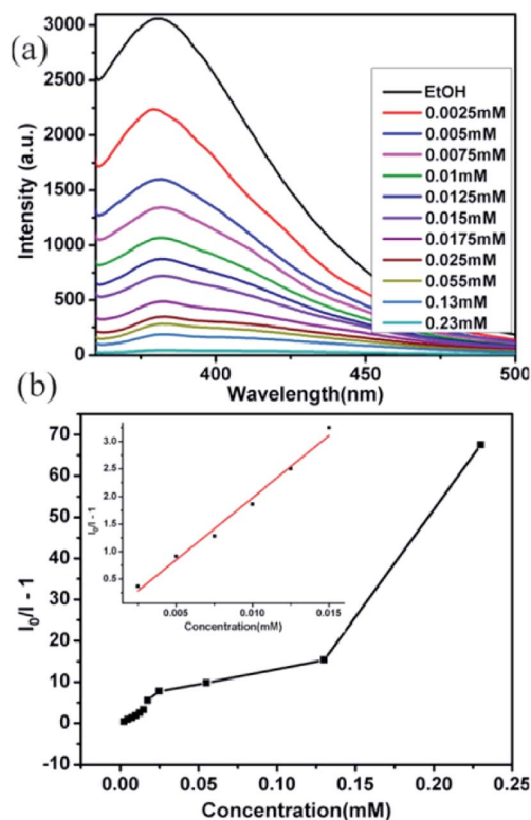 (a)
3000
2500
2000
1500
1000
500
0
Intensity (a.u.)
EtOH
0.0025mM
0.005mM
0.0075mM
0.01mM
0.0125mM
0.015mM
0.0175mM
0.025mM
0.055mM
0.13mM
0.23mM
400 450 500
Wavelength(nm)
(b)
70
60
50
40
30
20
10
0
-10
I₀/I - 1
3.5
3.0
2.5
2.0
1.5
1.0
0.5
I₀/I - 1
0.005 0.010 0.015
Concentration(mM)
0.00 0.05 0.10 0.15 0.20 0.25
Concentration(mM)